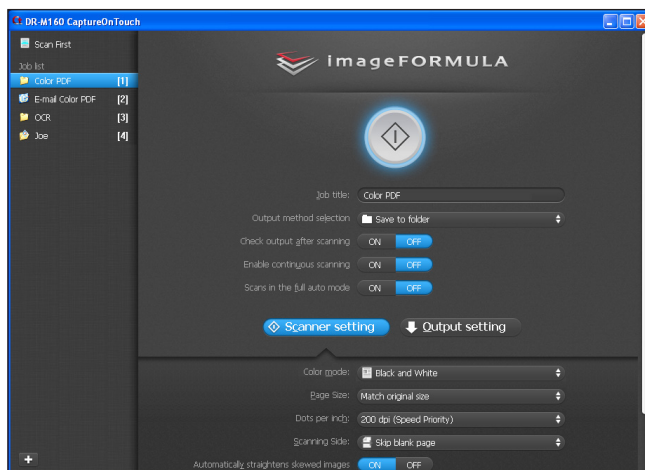 DR-M160 CaptureOnTouch
Scan First
Job list
Color PDF [1]
E-mail Color PDF [2]
OCR [3]
Joe [4]
imageFORMULA
Job title: Color PDF
Output method selection Save to folder
Check output after scanning ON OFF
Enable continuous scanning ON OFF
Scans in the full auto mode ON OFF
Scanner setting Output setting
Color mode: Black and White
Page Size: Match original size
Dots per inch: 200 dpi (Speed Priority)
Scanning Side: Skip blank page
Automatically straightens skewed images ON OFF